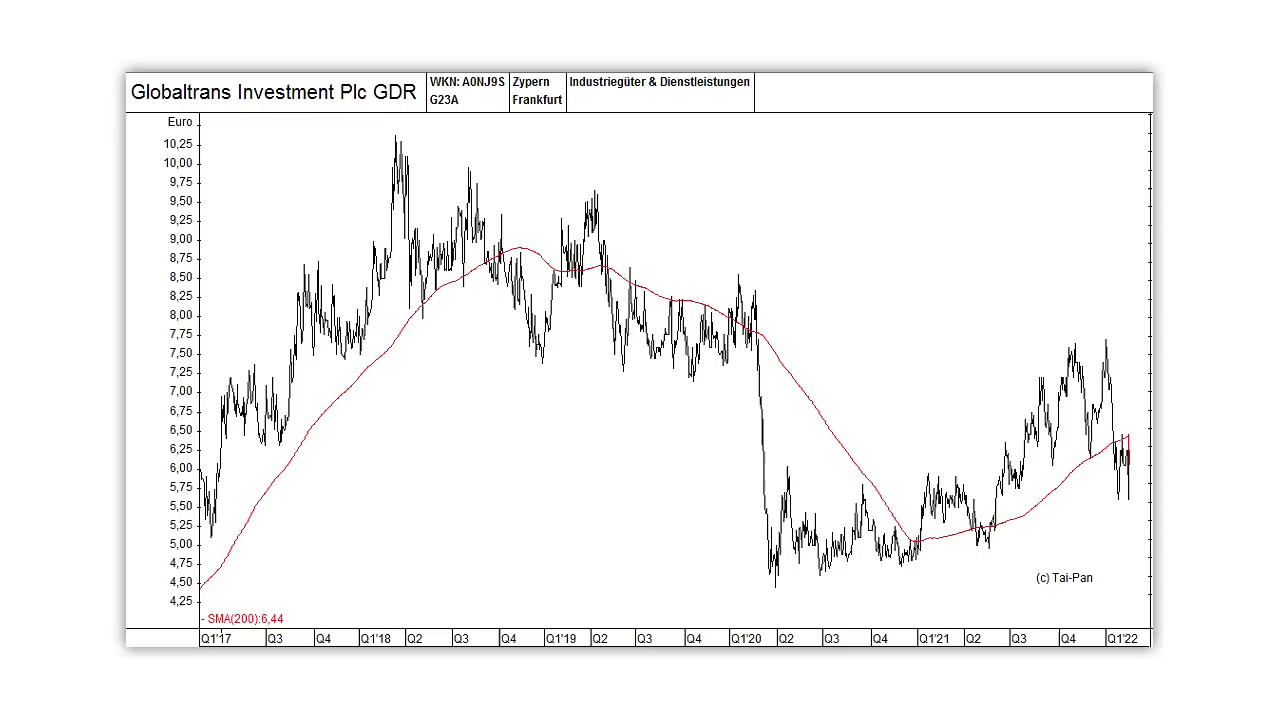 Globaltrans Investment Plc GDR
WKN: A0NJ9S
G23A
Zypern
Frankfurt
Industriegüter & Dienstleistungen
Euro
10,25
10,00
9,75
9,50
9,25
9,00
8,75
8,50
8,25
8,00
7,75
7,50
7,25
7,00
6,75
6,50
6,25
6,00
5,75
5,50
5,25
5,00
4,75
4,50
4,25
(c) Tai-Pan
- SMA(200):6,44
Q1'17 Q3 Q4 Q1'18 Q2 Q3 Q4 Q1'19 Q2 Q3 Q4 Q1'20 Q2 Q3 Q4 Q1'21 Q2 Q3 Q4 Q1'22